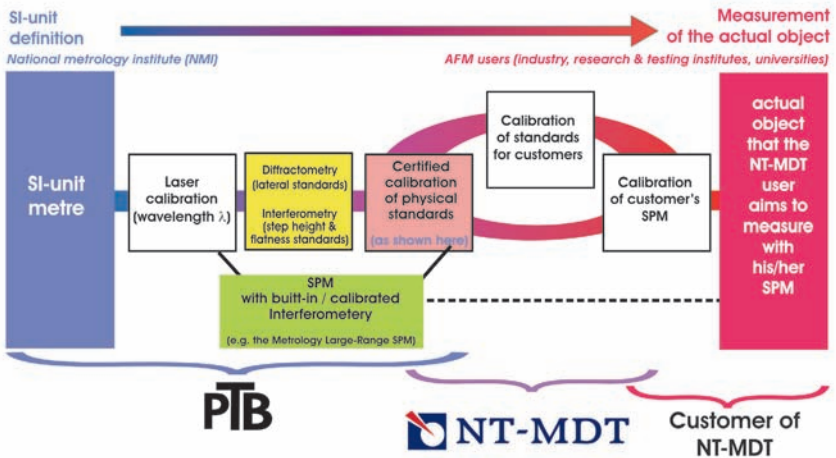 SI-unit
definition
National metrology institute (NMI)
Measurement
of the actual object
AFM users (industry, research & testing institutes, universities)
SI-unit
metre
Laser
calibration
(wavelength λ)
Diffractometry
(lateral standards)
Interferometry
(step height &
flatness standards)
Certified
calibration
of physical
standards
(as shown here)
Calibration
of standards
for customers
Calibration
of customer's
SPM
actual
object
that the
NT-MDT
user
aims to
measure
with
his/her
SPM
SPM
with built-in / calibrated
Interferometery
(e.g. the Metrology Large-Range SPM)
PTB
NT-MDT
Customer of
NT-MDT